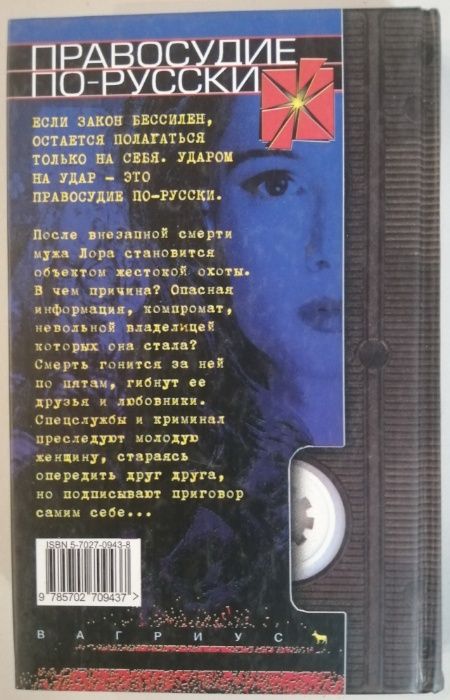 ПРАВОСУДИЕ
ПО-РУССКИ
ЕСЛИ ЗАКОН БЕССИЛЕН,
ОСТАЕТСЯ ПОЛАГАТЬСЯ
ТОЛЬКО НА СЕБЯ. УДАРОМ
НА УДАР – ЭТО
ПРАВОСУДИЕ ПО-РУССКИ.
После внезапной смерти
мужа Лора становится
объектом жестокой охоты.
В чем причина? Опасная
информация, компромат,
невольной владелицей
которых она стала?
Смерть гонится за ней
по пятам, гибнут ее
друзья и любовники.
Спецслужбы и криминал
преследуют молодую
женщину, стараясь
опередить друг друга,
но подписывают приговор
самим себе...
ISBN 5-7027-0943-8
9 785702 709437
ВАГРИУС